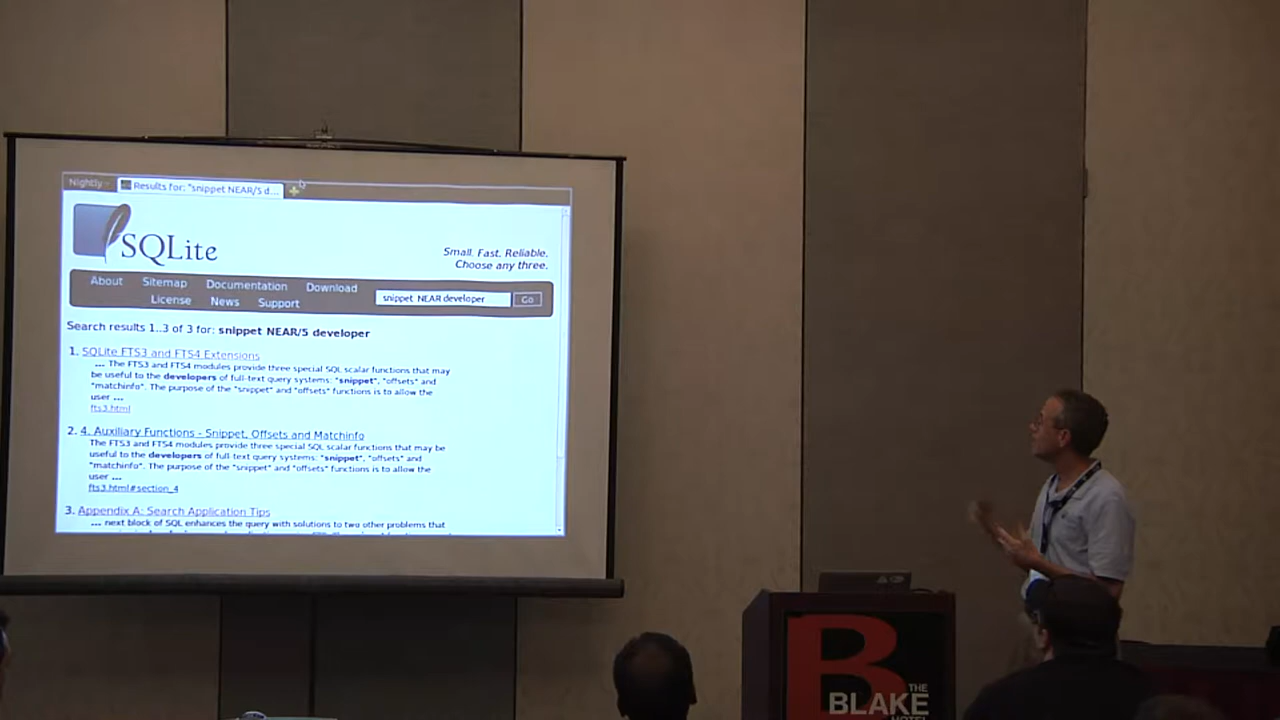 Nightly
Results for: "snippet NEAR/5 d...
SQLite
Small. Fast. Reliable.
Choose any three.
About Sitemap Documentation Download
License News Support
snippet NEAR developer Go
Search results 1..3 of 3 for: snippet NEAR/5 developer
1. SQLite FTS3 and FTS4 Extensions
... The FTS3 and FTS4 modules provide three special SQL scalar functions that may
be useful to the developers of full-text query systems: "snippet", "offsets" and
"matchinfo". The purpose of the "snippet" and "offsets" functions is to allow the
user ...
fts3.html
2. 4. Auxiliary Functions - Snippet, Offsets and Matchinfo
The FTS3 and FTS4 modules provide three special SQL scalar functions that may be
useful to the developers of full-text query systems: "snippet", "offsets" and
"matchinfo". The purpose of the "snippet" and "offsets" functions is to allow the
user ...
fts3.html#section_4
3. Appendix A: Search Application Tips
... next block of SQL enhances the query with solutions to two other problems that
B
THE
BLAKE
HOTEL